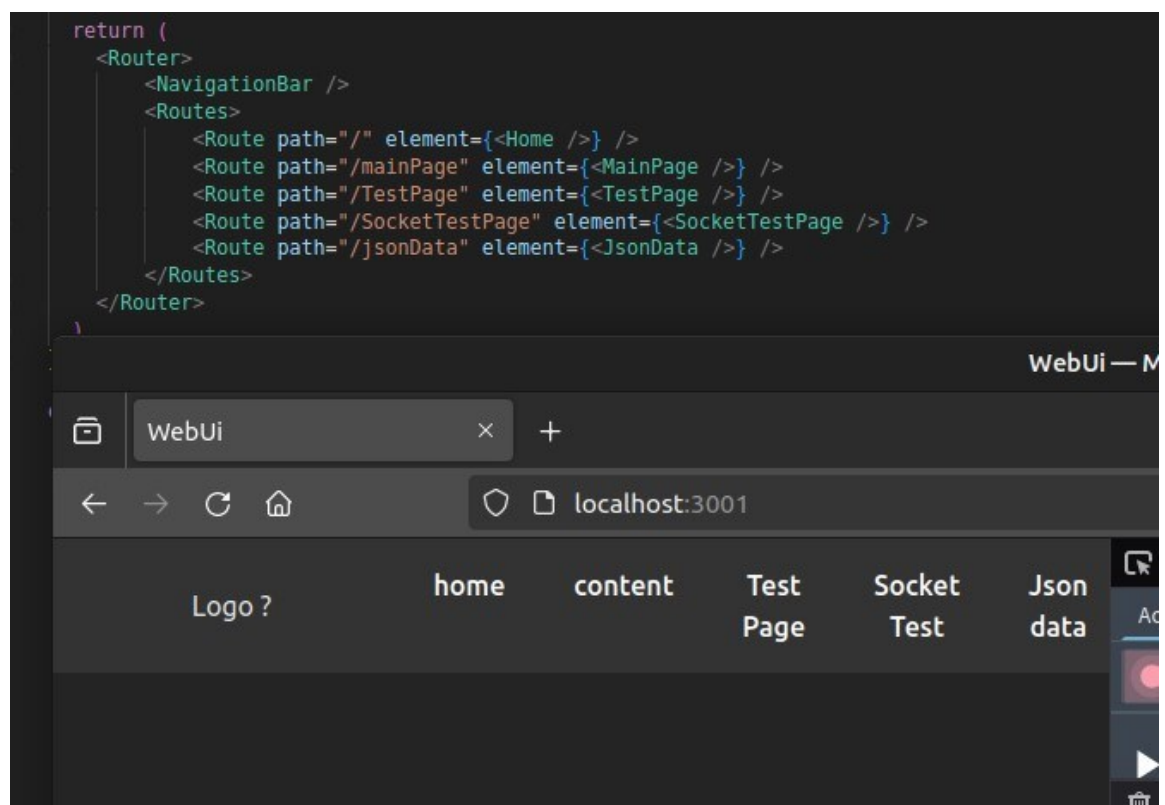 return (
<Router>
<NavigationBar />
<Routes>
<Route path="/" element={<Home />} />
<Route path="/mainPage" element={<MainPage />} />
<Route path="/TestPage" element={<TestPage />} />
<Route path="/SocketTestPage" element={<SocketTestPage />} />
<Route path="/jsonData" element={<JsonData />} />
</Routes>
</Router>
)
WebUi — M
WebUi
localhost:3001
Logo ?
home
content
Test
Page
Socket
Test
Json
data
Ac